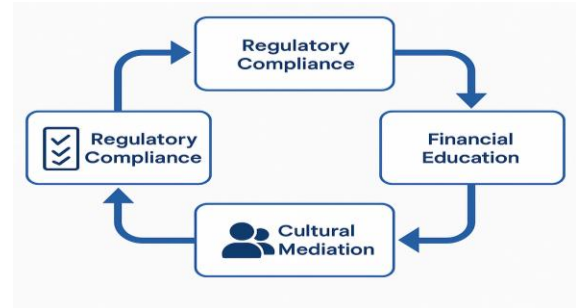 Regulatory
Compliance
Regulatory
Compliance
Financial
Education
Cultural
Mediation